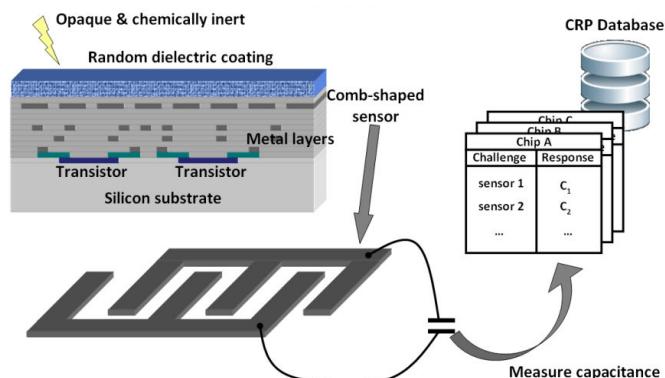 Opaque & chemically inert
Random dielectric coating
Metal layers
Transistor Transistor
Silicon substrate
Comb-shaped
sensor
CRP Database
Chip C
Chip B
Chip A
Challenge Response
sensor 1 C1
sensor 2 C2
... ...
Measure capacitance